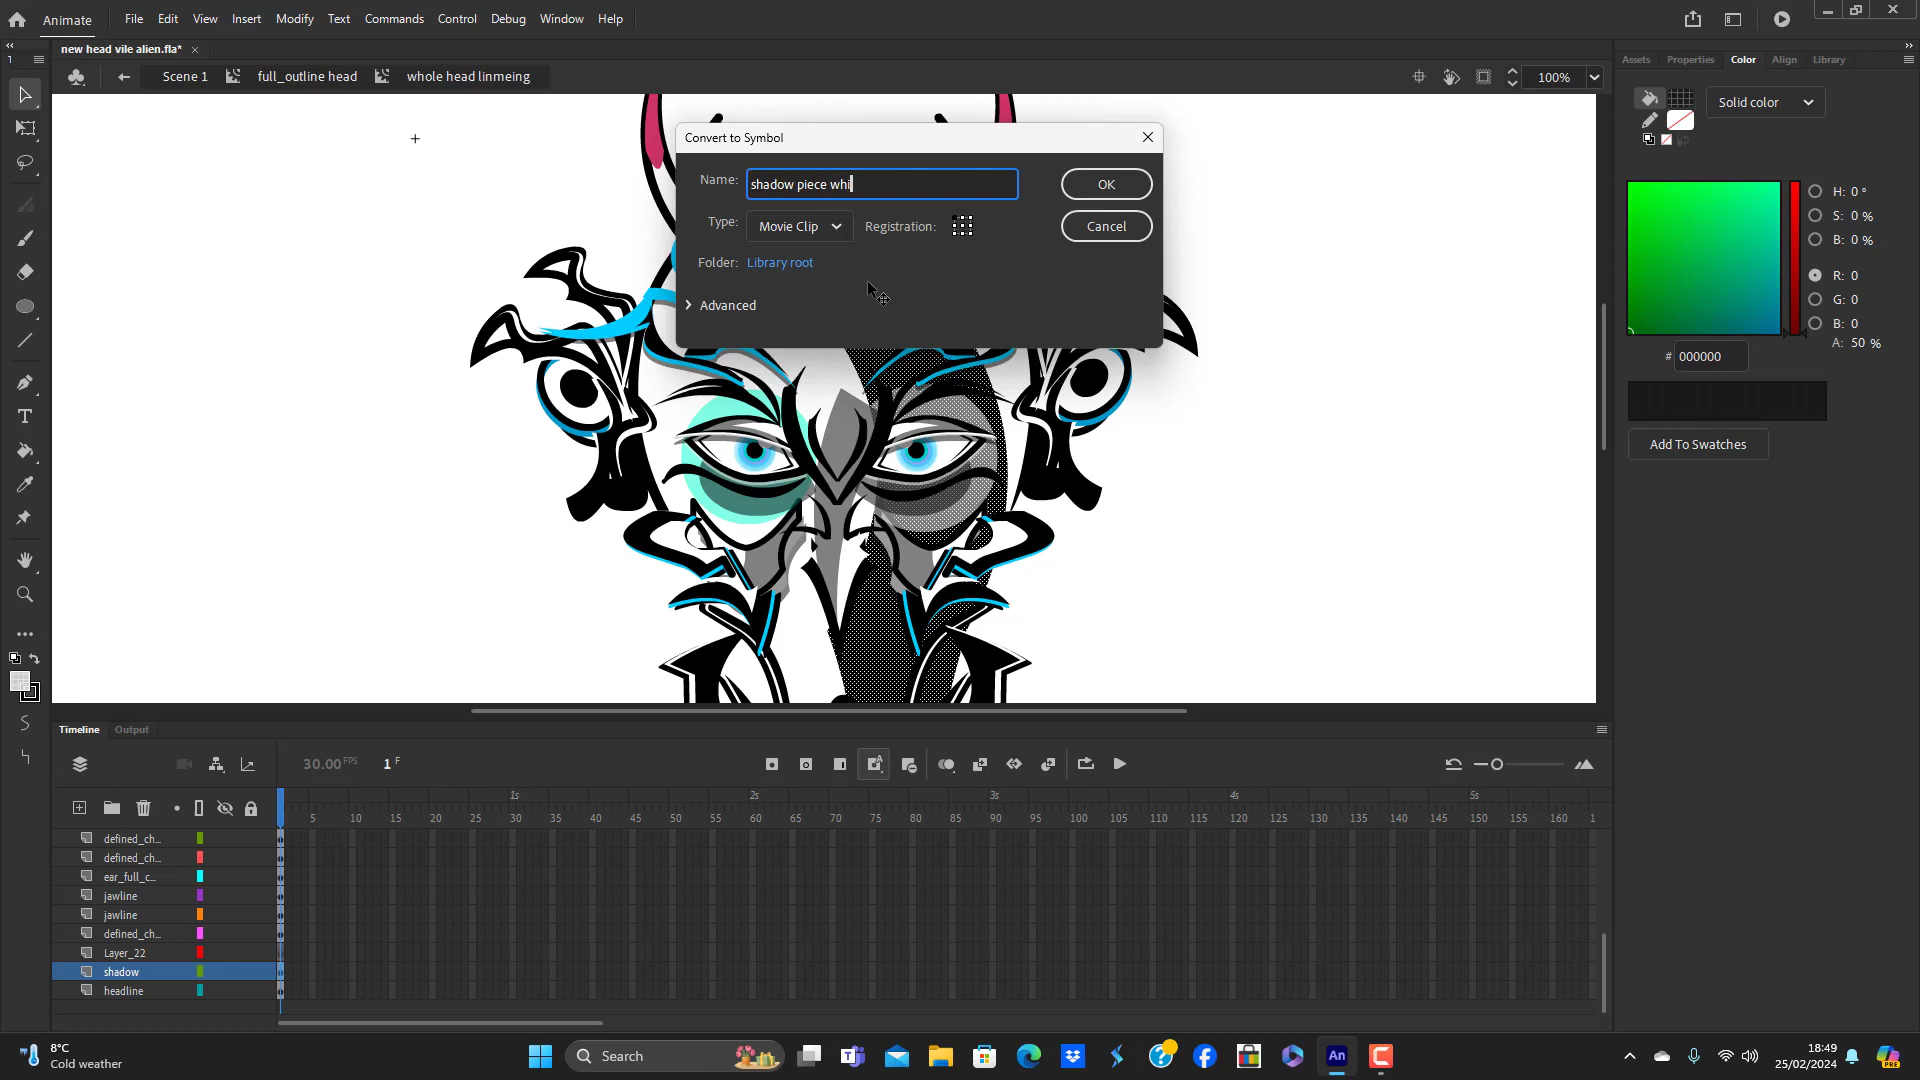 Animate File Edit View Insert Modify Text Commands Control Debug Window Help
new head vile alien.fla* ×
Scene 1 full_outline head whole head linmeing 100%
Assets Properties Color Align Library
Solid color
Convert to Symbol
Name: shadow piece whi OK
Type: Movie Clip Registration: Cancel
Folder: Library root
Advanced
H: 0 °
S: 0 %
B: 0 %
R: 0
G: 0
B: 0
A: 50 %
# 000000
Add To Swatches
Timeline Output
30.00 FPS 1 F
1s 2s 3s 4s 5s
5 10 15 20 25 30 35 40 45 50 55 60 65 70 75 80 85 90 95 100 105 110 115 120 125 130 135 140 145 150 155 160 1
defined_ch...
defined_ch...
ear_full_c...
jawline
jawline
defined_ch...
Layer_22
shadow
headline
8°C
Cold weather
Search
An
PRE
18:49
25/02/2024